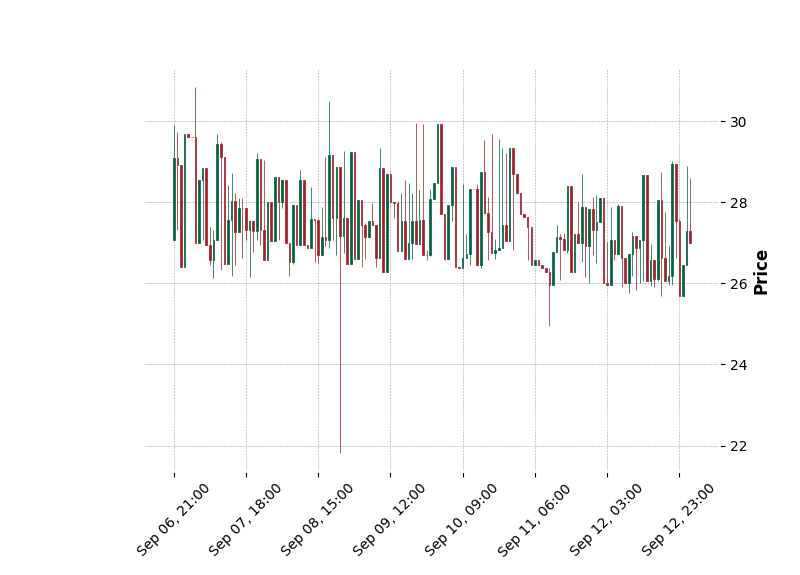 30
28
26
24
22
Price
Sep 06, 21:00
Sep 07, 18:00
Sep 08, 15:00
Sep 09, 12:00
Sep 10, 09:00
Sep 11, 06:00
Sep 12, 03:00
Sep 12, 23:00